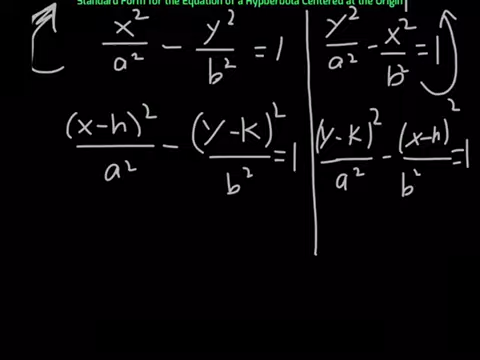 Standard Form for the Equation of a Hyperbola Centered at the Origin
x²/a² - y²/b² = 1
y²/a² - x²/b² = 1
(x-h)²/a² - (y-k)²/b² = 1
(y-k)²/a² - (x-h)²/b² = 1